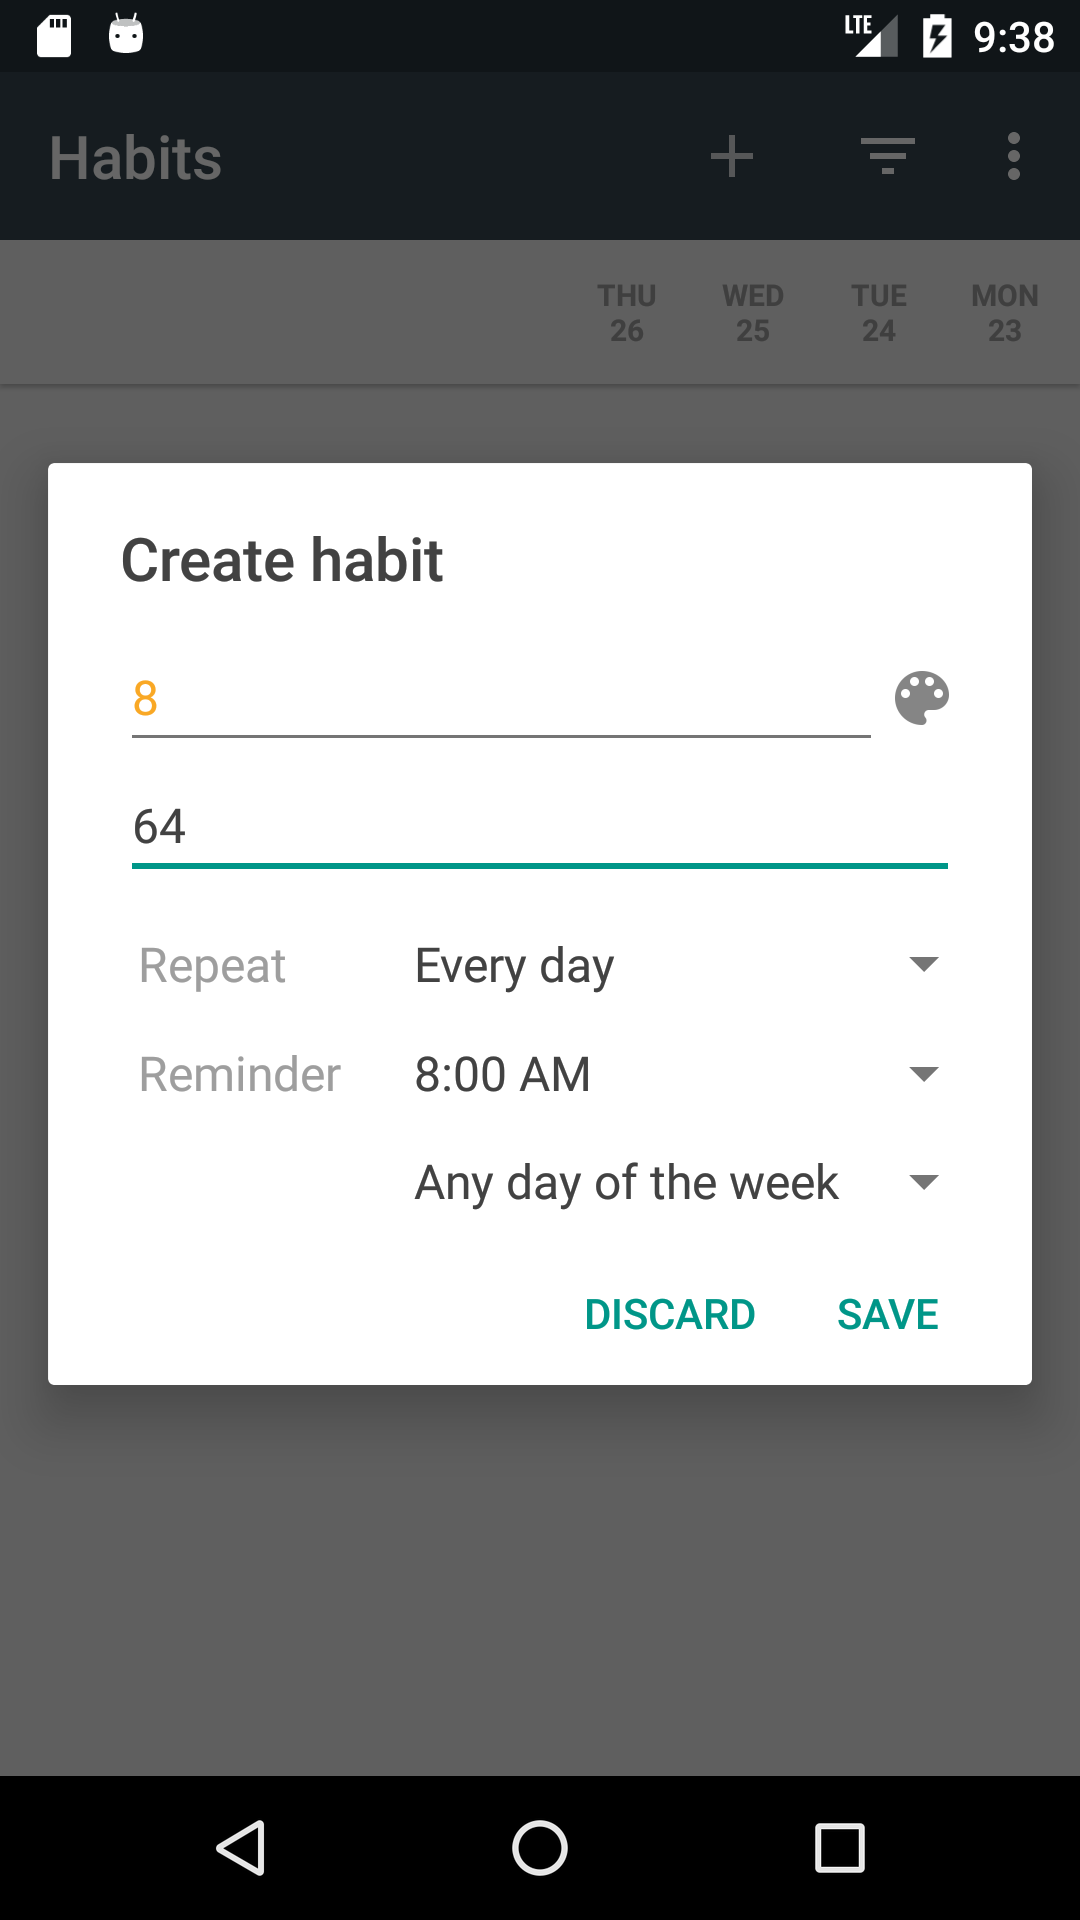 LTE 9:38
Habits
THU WED TUE MON
26 25 24 23
Create habit
8
64
Repeat Every day
Reminder 8:00 AM
Any day of the week
DISCARD SAVE